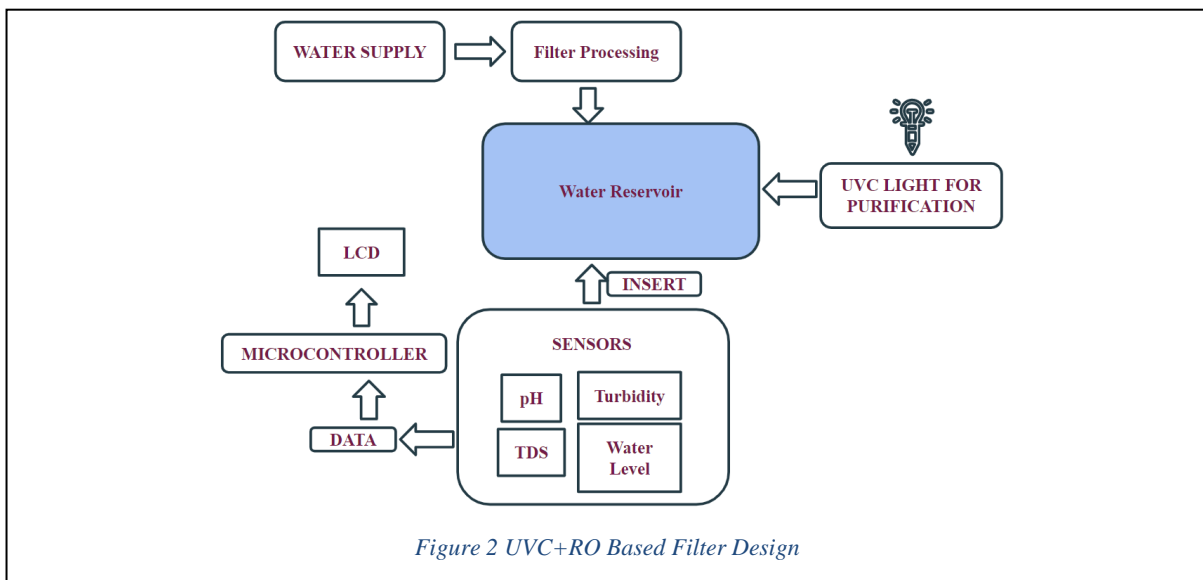 WATER SUPPLY
Filter Processing
Water Reservoir
UVC LIGHT FOR
PURIFICATION
LCD
INSERT
MICROCONTROLLER
SENSORS
pH
Turbidity
DATA
TDS
Water
Level
Figure 2 UVC+RO Based Filter Design